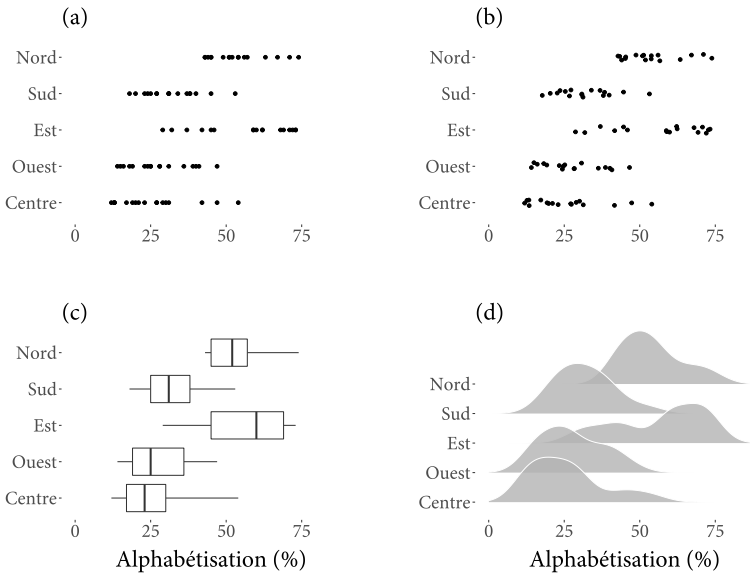 (a)
Nord
Sud
Est
Ouest
Centre
0 25 50 75
(b)
Nord
Sud
Est
Ouest
Centre
0 25 50 75
(c)
Nord
Sud
Est
Ouest
Centre
0 25 50 75
Alphabétisation (%)
(d)
Nord
Sud
Est
Ouest
Centre
0 25 50 75
Alphabétisation (%)